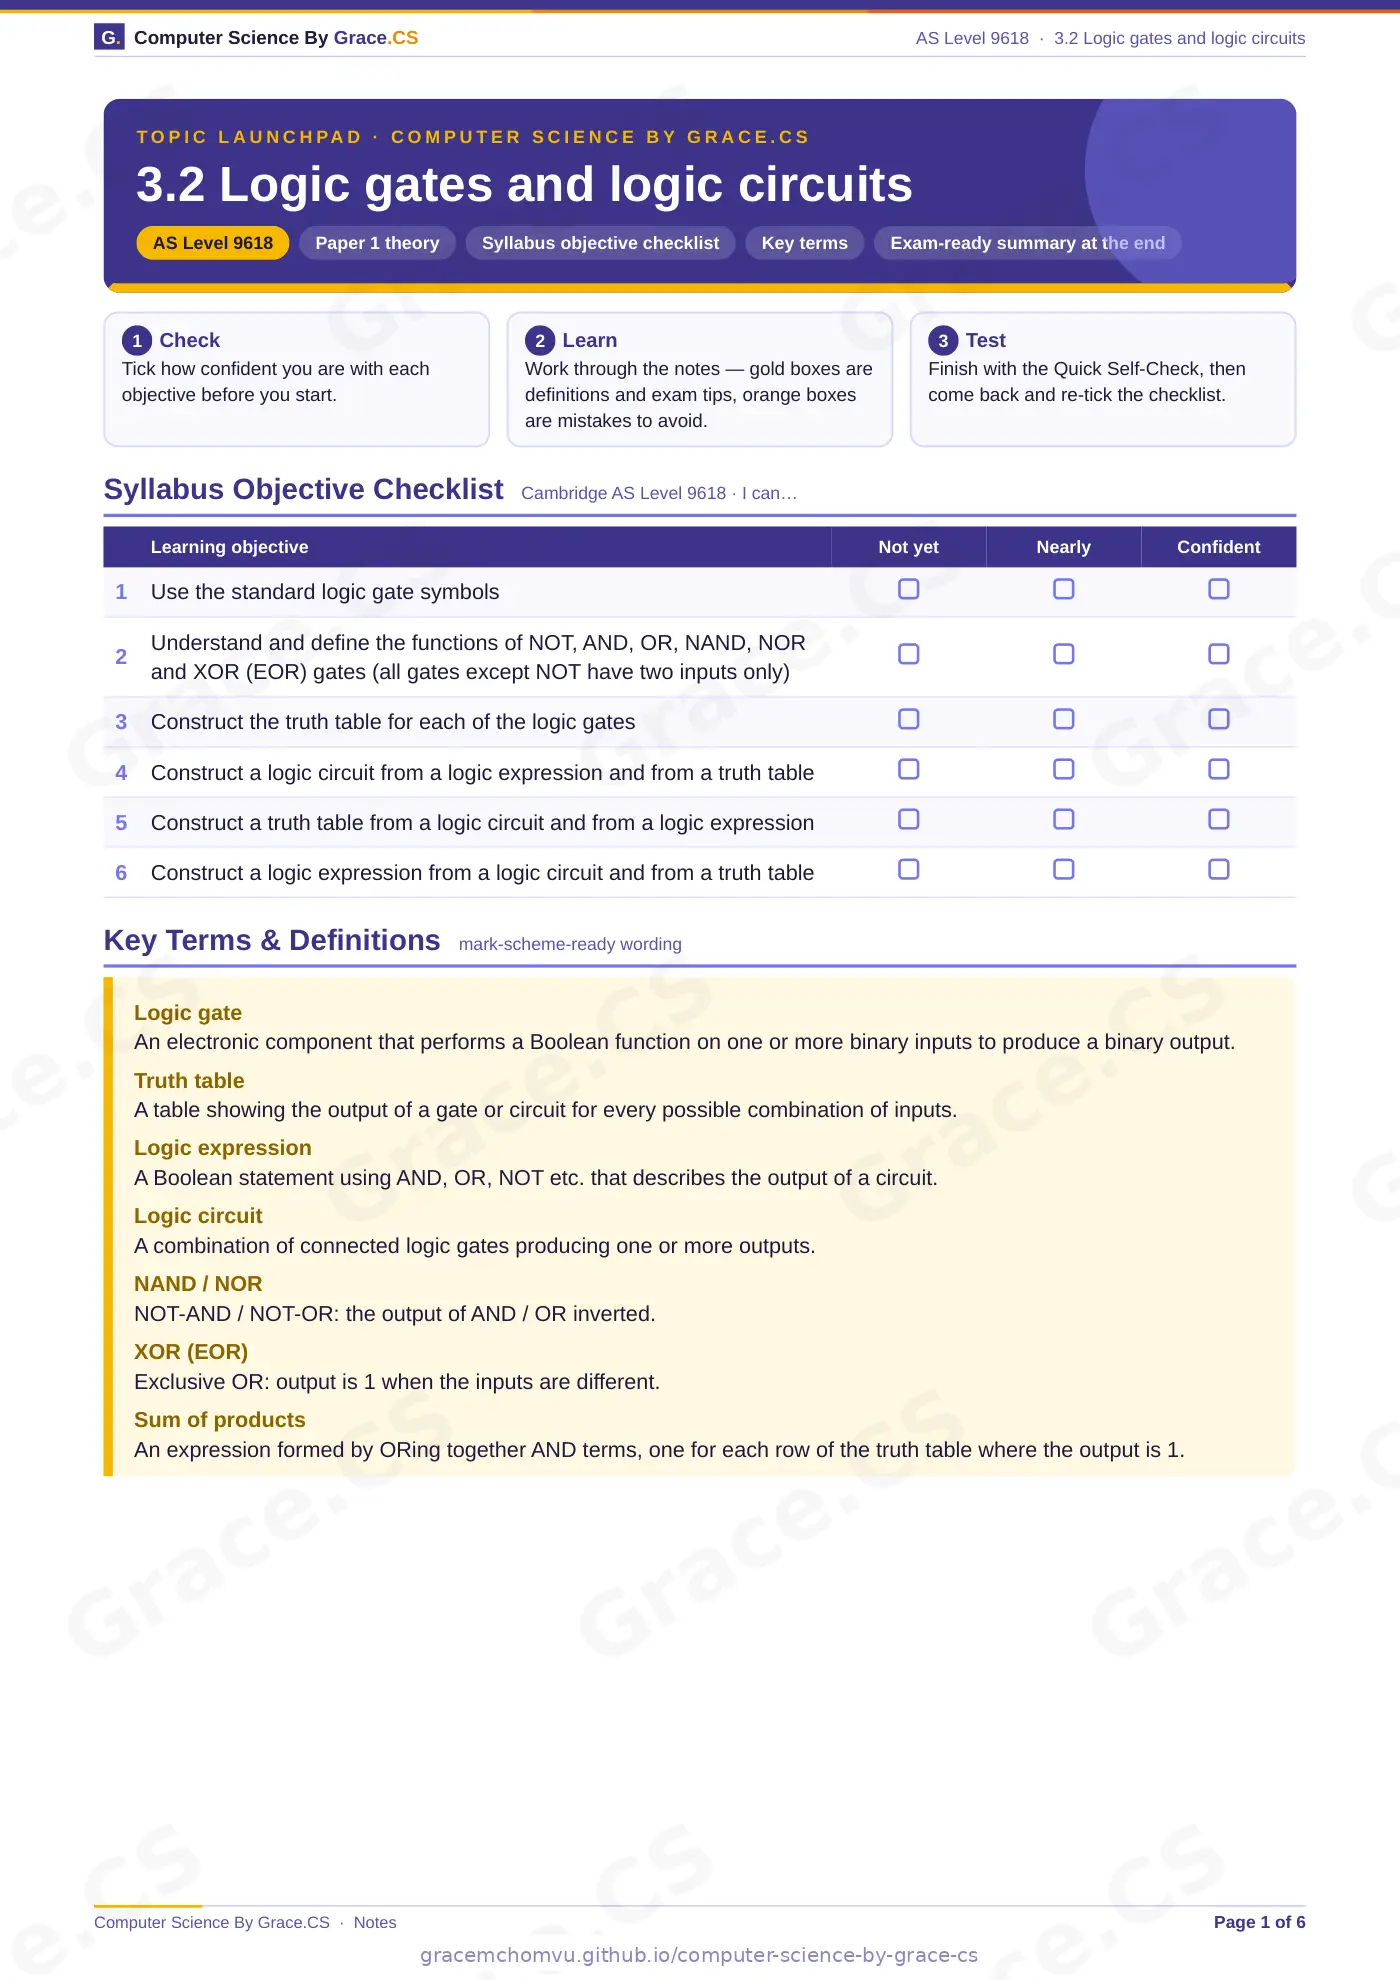 G. Computer Science By Grace.CS
AS Level 9618 · 3.2 Logic gates and logic circuits
TOPIC LAUNCHPAD · COMPUTER SCIENCE BY GRACE.CS
3.2 Logic gates and logic circuits
AS Level 9618
Paper 1 theory
Syllabus objective checklist
Key terms
Exam-ready summary at the end
1 Check
Tick how confident you are with each
objective before you start.
2 Learn
Work through the notes — gold boxes are
definitions and exam tips, orange boxes
are mistakes to avoid.
3 Test
Finish with the Quick Self-Check, then
come back and re-tick the checklist.
Syllabus Objective Checklist Cambridge AS Level 9618 · I can…
Learning objective Not yet Nearly Confident
1 Use the standard logic gate symbols
2 Understand and define the functions of NOT, AND, OR, NAND, NOR
and XOR (EOR) gates (all gates except NOT have two inputs only)
3 Construct the truth table for each of the logic gates
4 Construct a logic circuit from a logic expression and from a truth table
5 Construct a truth table from a logic circuit and from a logic expression
6 Construct a logic expression from a logic circuit and from a truth table
Key Terms & Definitions mark-scheme-ready wording
Logic gate
An electronic component that performs a Boolean function on one or more binary inputs to produce a binary output.
Truth table
A table showing the output of a gate or circuit for every possible combination of inputs.
Logic expression
A Boolean statement using AND, OR, NOT etc. that describes the output of a circuit.
Logic circuit
A combination of connected logic gates producing one or more outputs.
NAND / NOR
NOT-AND / NOT-OR: the output of AND / OR inverted.
XOR (EOR)
Exclusive OR: output is 1 when the inputs are different.
Sum of products
An expression formed by ORing together AND terms, one for each row of the truth table where the output is 1.
Computer Science By Grace.CS · Notes
Page 1 of 6
gracemchomvu.github.io/computer-science-by-grace-cs